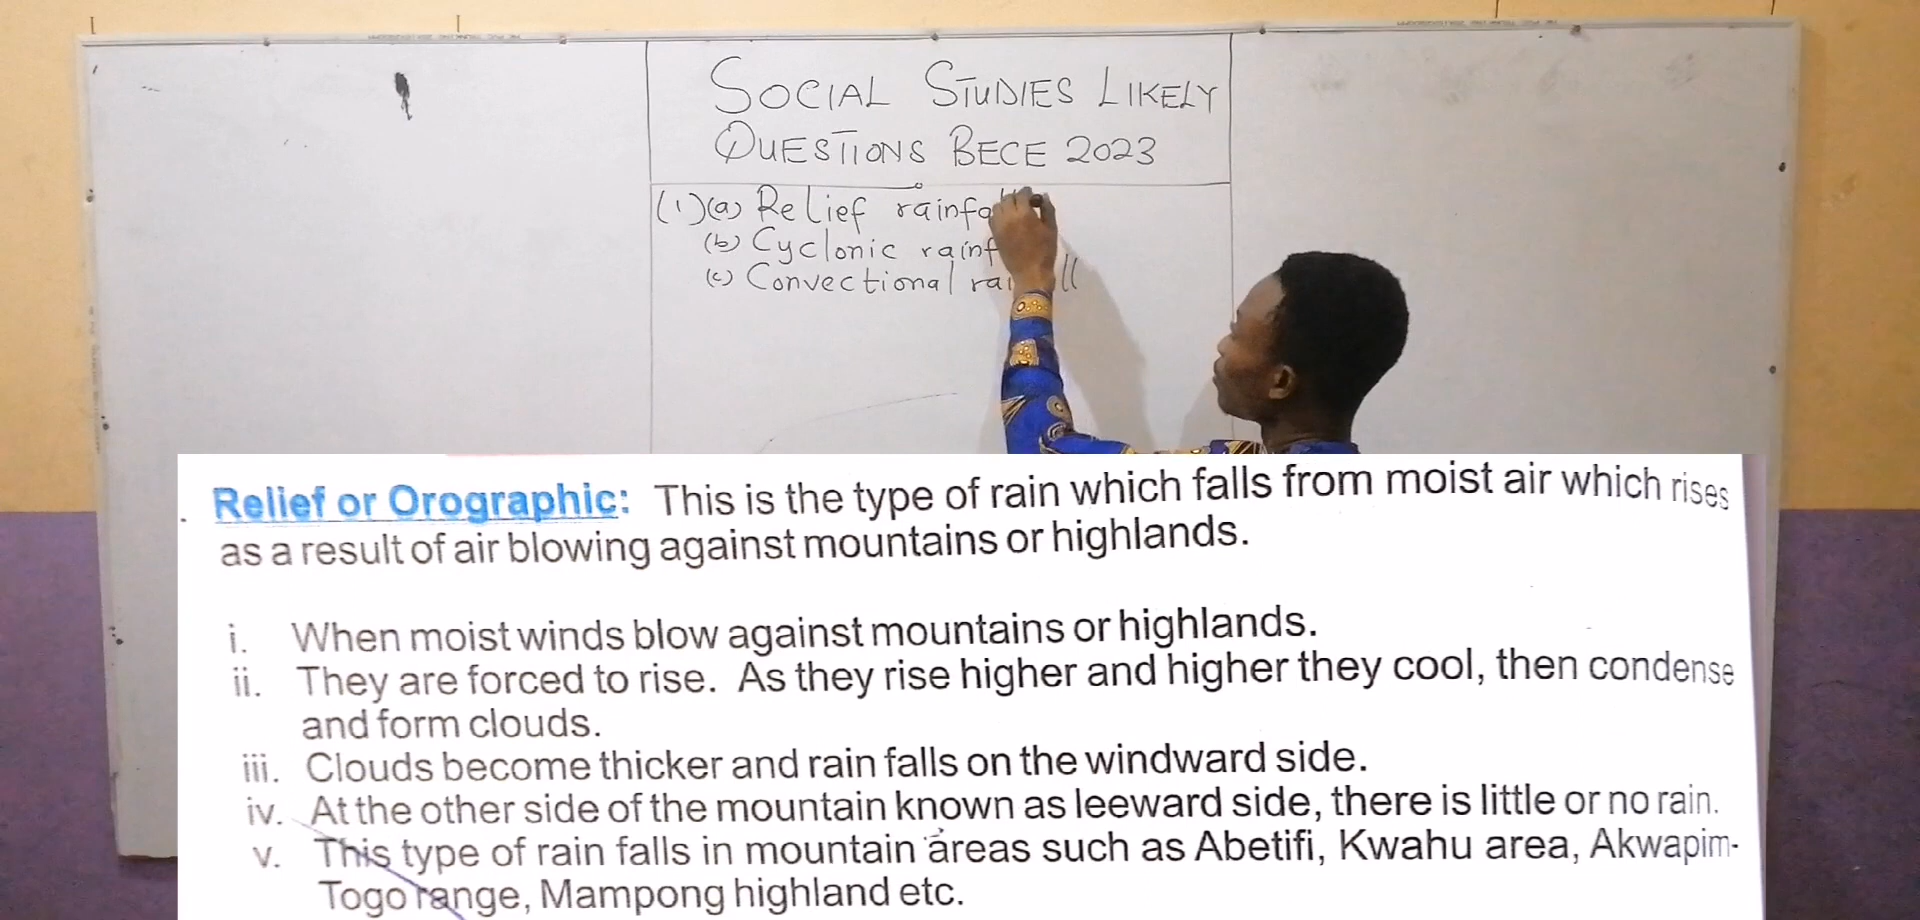 SOCIAL STUDIES LIKELY
QUESTIONS BECE 2023
(1)(a) Relief rainfall
(b) Cyclonic rainf
(c) Convectional rai ll
Relief or Orographic: This is the type of rain which falls from moist air which rises
as a result of air blowing against mountains or highlands.
i. When moist winds blow against mountains or highlands.
ii. They are forced to rise. As they rise higher and higher they cool, then condense
and form clouds.
iii. Clouds become thicker and rain falls on the windward side.
iv. At the other side of the mountain known as leeward side, there is little or no rain.
v. This type of rain falls in mountain areas such as Abetifi, Kwahu area, Akwapim-
Togo range, Mampong highland etc.